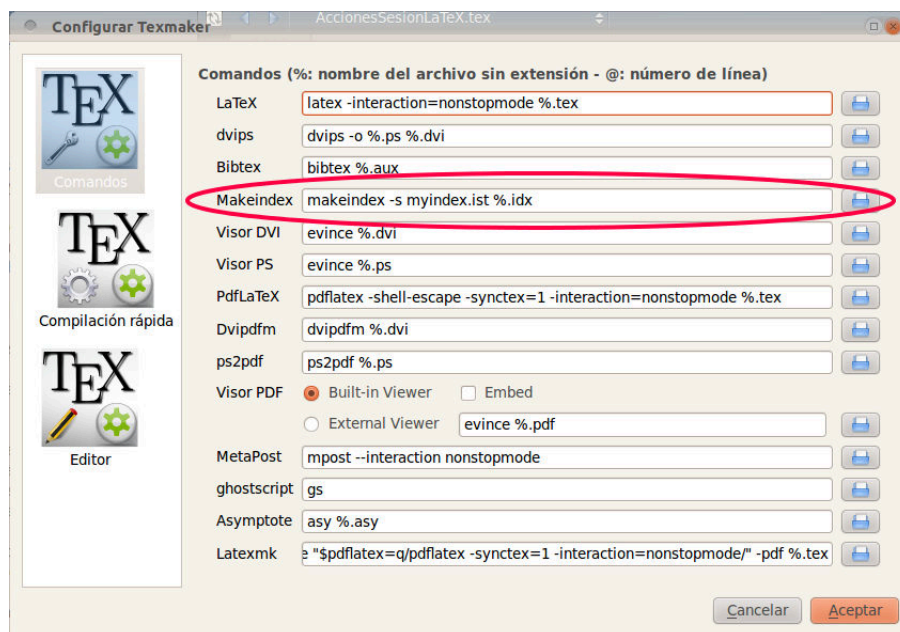 AccionesSesionLaTeX.tex
Configurar Texmaker
TEX
Comandos
TEX
Compilación rápida
TEX
Editor
Comandos (%: nombre del archivo sin extensión - @: número de línea)
LaTeX latex -interaction=nonstopmode %.tex
dvips dvips -o %.ps %.dvi
Bibtex bibtex %.aux
Makeindex makeindex -s myindex.ist %.idx
Visor DVI evince %.dvi
Visor PS evince %.ps
PdfLaTeX pdflatex -shell-escape -synctex=1 -interaction=nonstopmode %.tex
Dvipdfm dvipdfm %.dvi
ps2pdf ps2pdf %.ps
Visor PDF Built-in Viewer Embed
External Viewer evince %.pdf
MetaPost mpost --interaction nonstopmode
ghostscript gs
Asymptote asy %.asy
Latexmk e "$pdflatex=q/pdflatex -synctex=1 -interaction=nonstopmode/" -pdf %.tex
Cancelar Aceptar